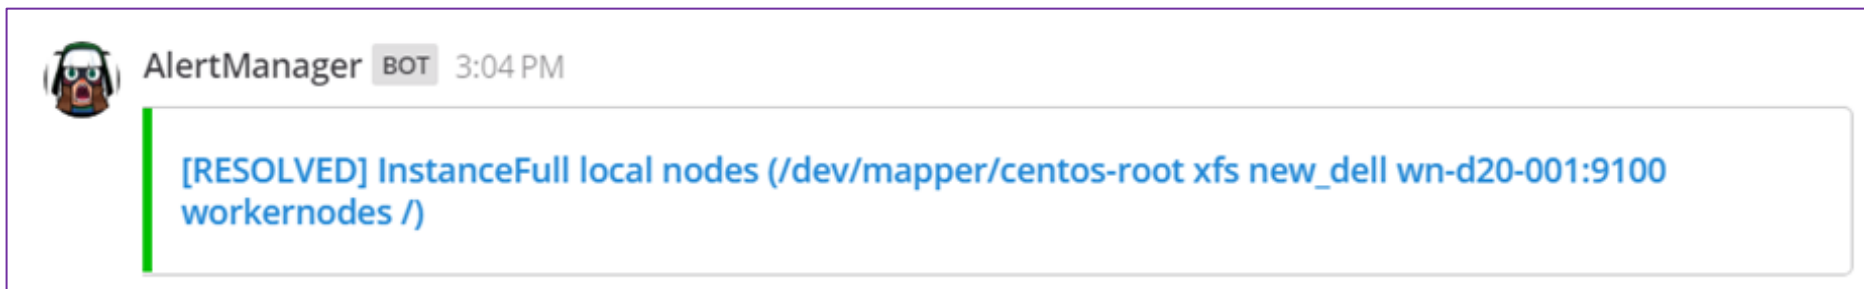 AlertManager BOT 3:04 PM
[RESOLVED] InstanceFull local nodes (/dev/mapper/centos-root xfs new_dell wn-d20-001:9100
workernodes /)